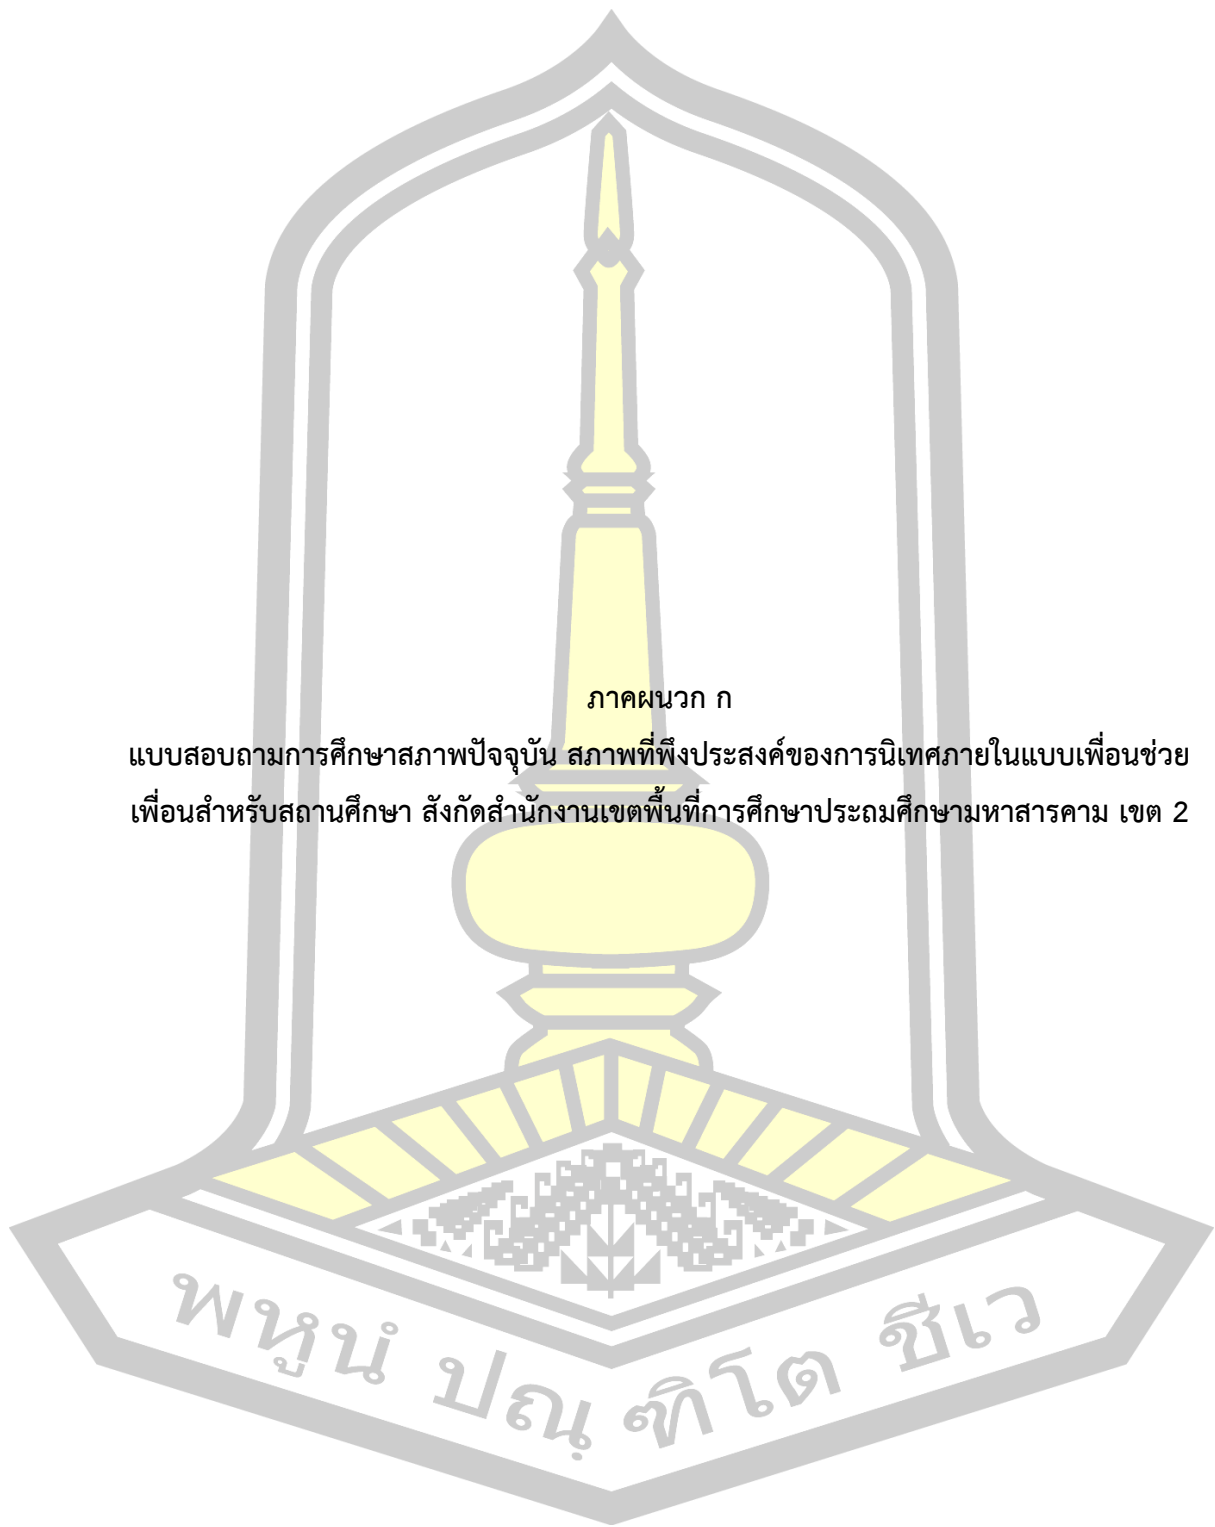 ภาคผนวก ก
แบบสอบถามการศึกษาสภาพปัจจุบัน สภาพที่พึงประสงค์ของการนิเทศภายในแบบเพื่อนช่วย
เพื่อนสำหรับสถานศึกษา สังกัดสำนักงานเขตพื้นที่การศึกษาประถมศึกษามหาสารคาม เขต 2
พหูนํ ปณฺฑิโต ชีเว